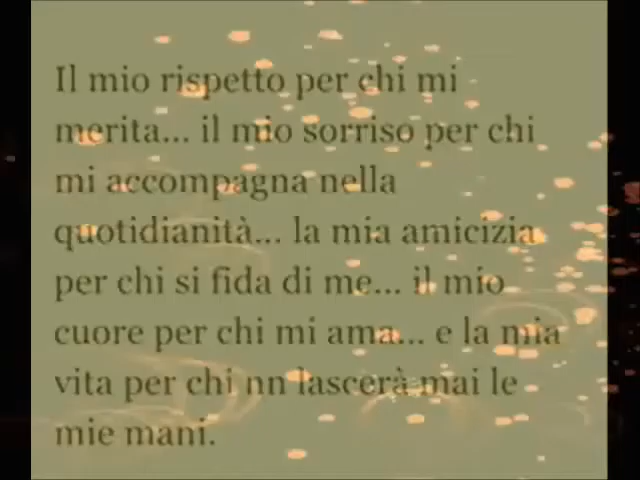 Il mio rispetto per chi mi
merita... il mio sorriso per chi
mi accompagna nella
quotidianità... la mia amicizia
per chi si fida di me... il mio
cuore per chi mi ama... e la mia
vita per chi nn lascerà mai le
mie mani.